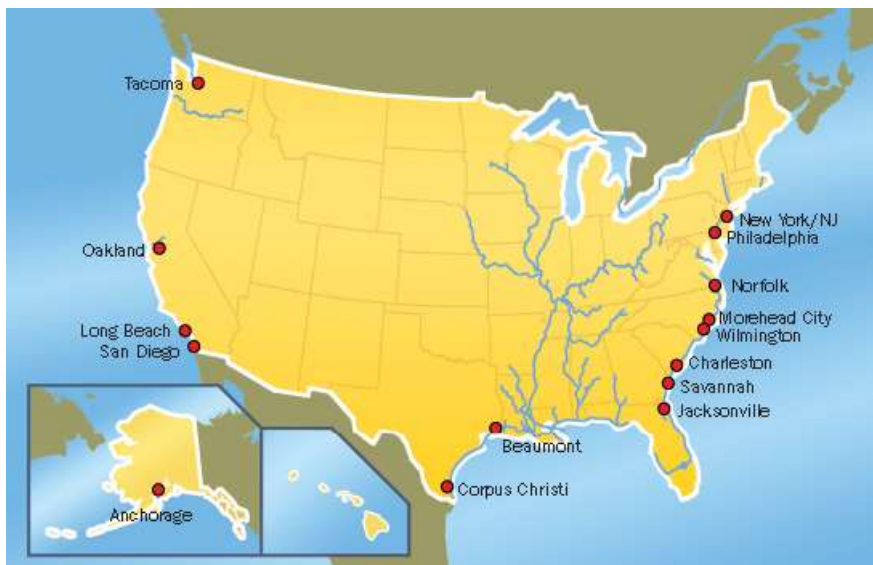 Tacoma
New York/NJ
Philadelphia
Oakland
Norfolk
Morehead City
Long Beach
Wilmington
San Diego
Charleston
Savannah
Jacksonville
Beaumont
Corpus Christi
Anchorage